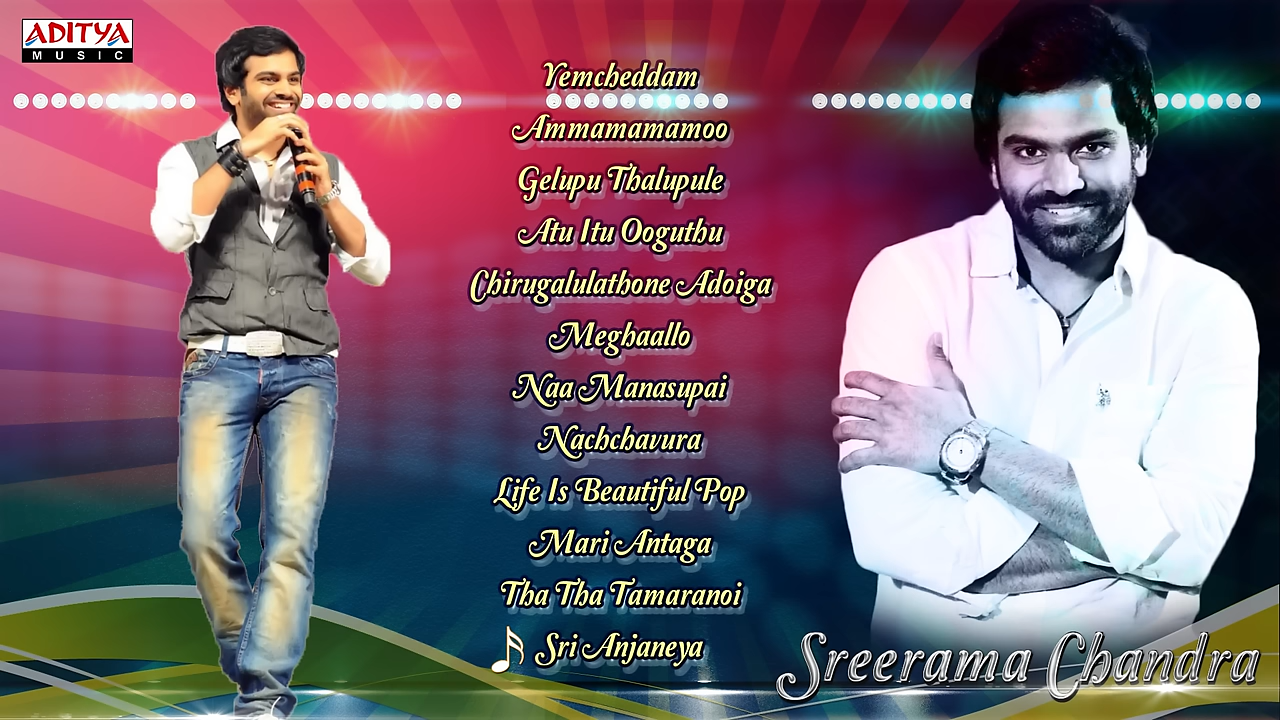 ADITYA
MUSIC
Yemcheddam
Ammamamamoo
Gelupu Thalupule
Atu Itu Ooguthu
Chirugalulathone Adoiga
Meghaallo
Naa Manasupai
Nachchavura
Life Is Beautiful Pop
Mari Antaga
Tha Tha Tamaranoi
Sri Anjaneya
Sreerama Chandra